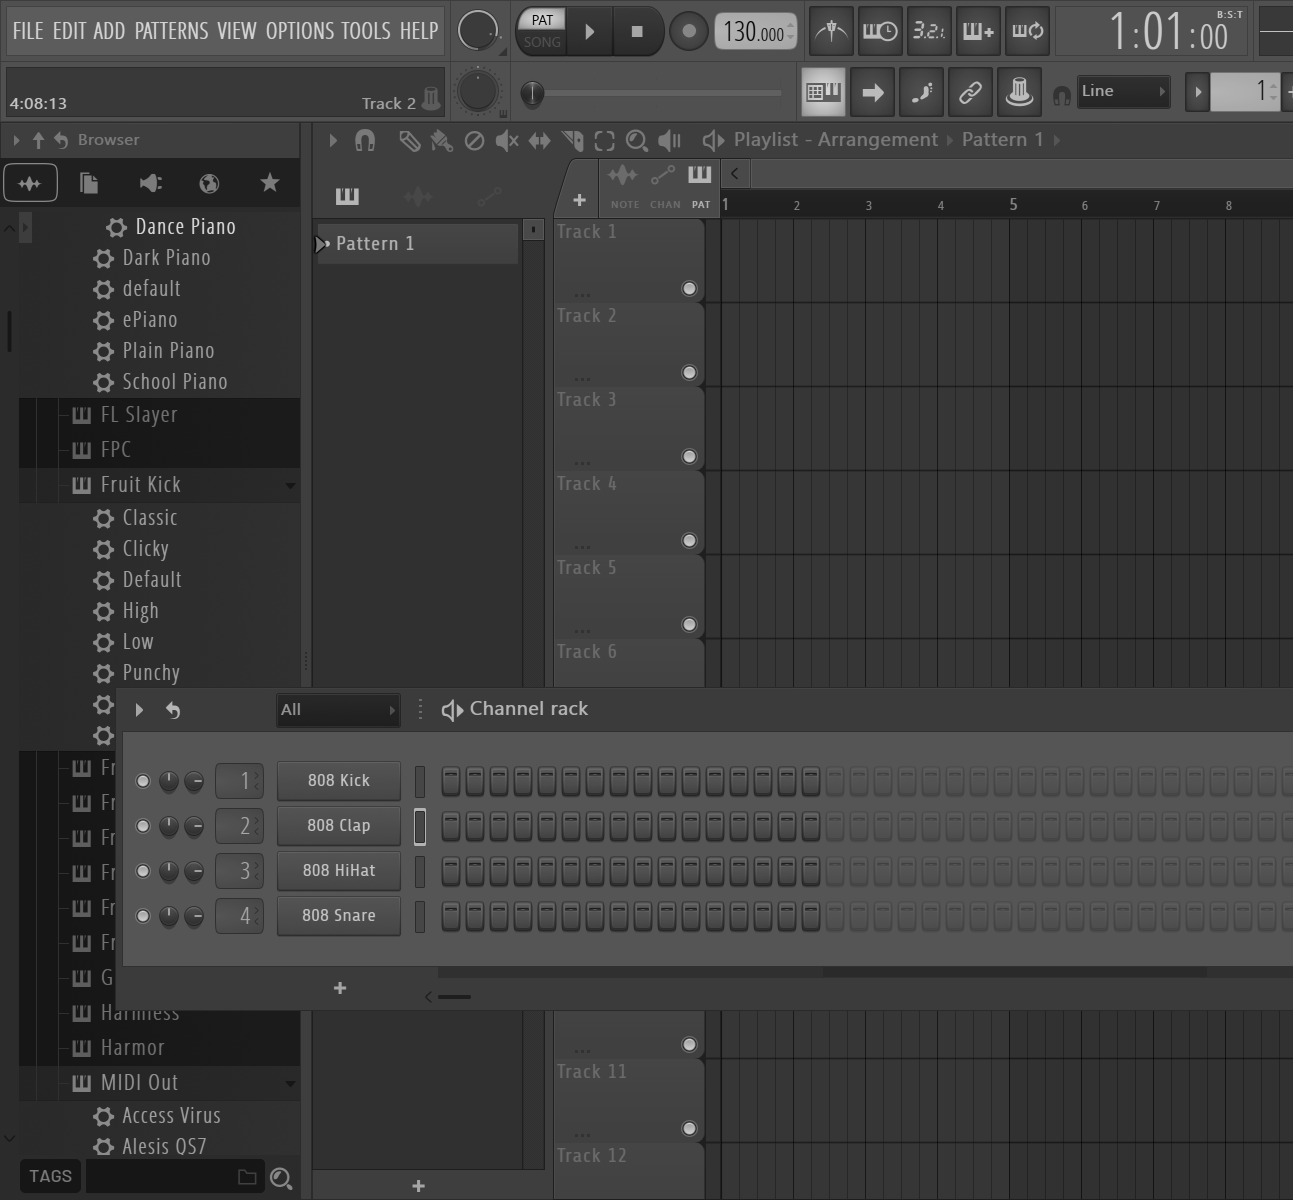 FILE EDIT ADD PATTERNS VIEW OPTIONS TOOLS HELP
PAT
SONG
130.000
3.2.1.
B:S:T
1:01:00
4:08:13
Track 2
Line
1
Browser
Playlist - Arrangement
Pattern 1
NOTE CHAN PAT
1 2 3 4 5 6 7 8
Pattern 1
Dance Piano
Dark Piano
default
ePiano
Plain Piano
School Piano
FL Slayer
FPC
Fruit Kick
Classic
Clicky
Default
High
Low
Punchy
Fr
Fr
Fr
Fr
Fr
Fr
G
Harmless
Harmor
MIDI Out
Access Virus
Alesis QS7
TAGS
Track 1
Track 2
Track 3
Track 4
Track 5
Track 6
All
Channel rack
1 808 Kick
2 808 Clap
3 808 HiHat
4 808 Snare
Track 11
Track 12